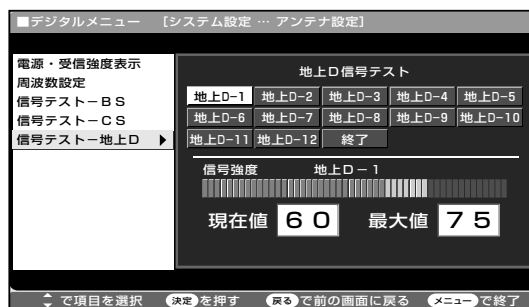 ■デジタルメニュー [システム設定 … アンテナ設定]
電源・受信強度表示
周波数設定
信号テスト－ＢＳ
信号テスト－ＣＳ
信号テスト－地上Ｄ ▶
地上Ｄ信号テスト
地上D-1 地上D-2 地上D-3 地上D-4 地上D-5
地上D-6 地上D-7 地上D-8 地上D-9 地上D-10
地上D-11 地上D-12 終了
信号強度 地上Ｄ－１
現在値 ６０ 最大値 ７５
で項目を選択 決定を押す 戻るで前の画面に戻る メニューで終了